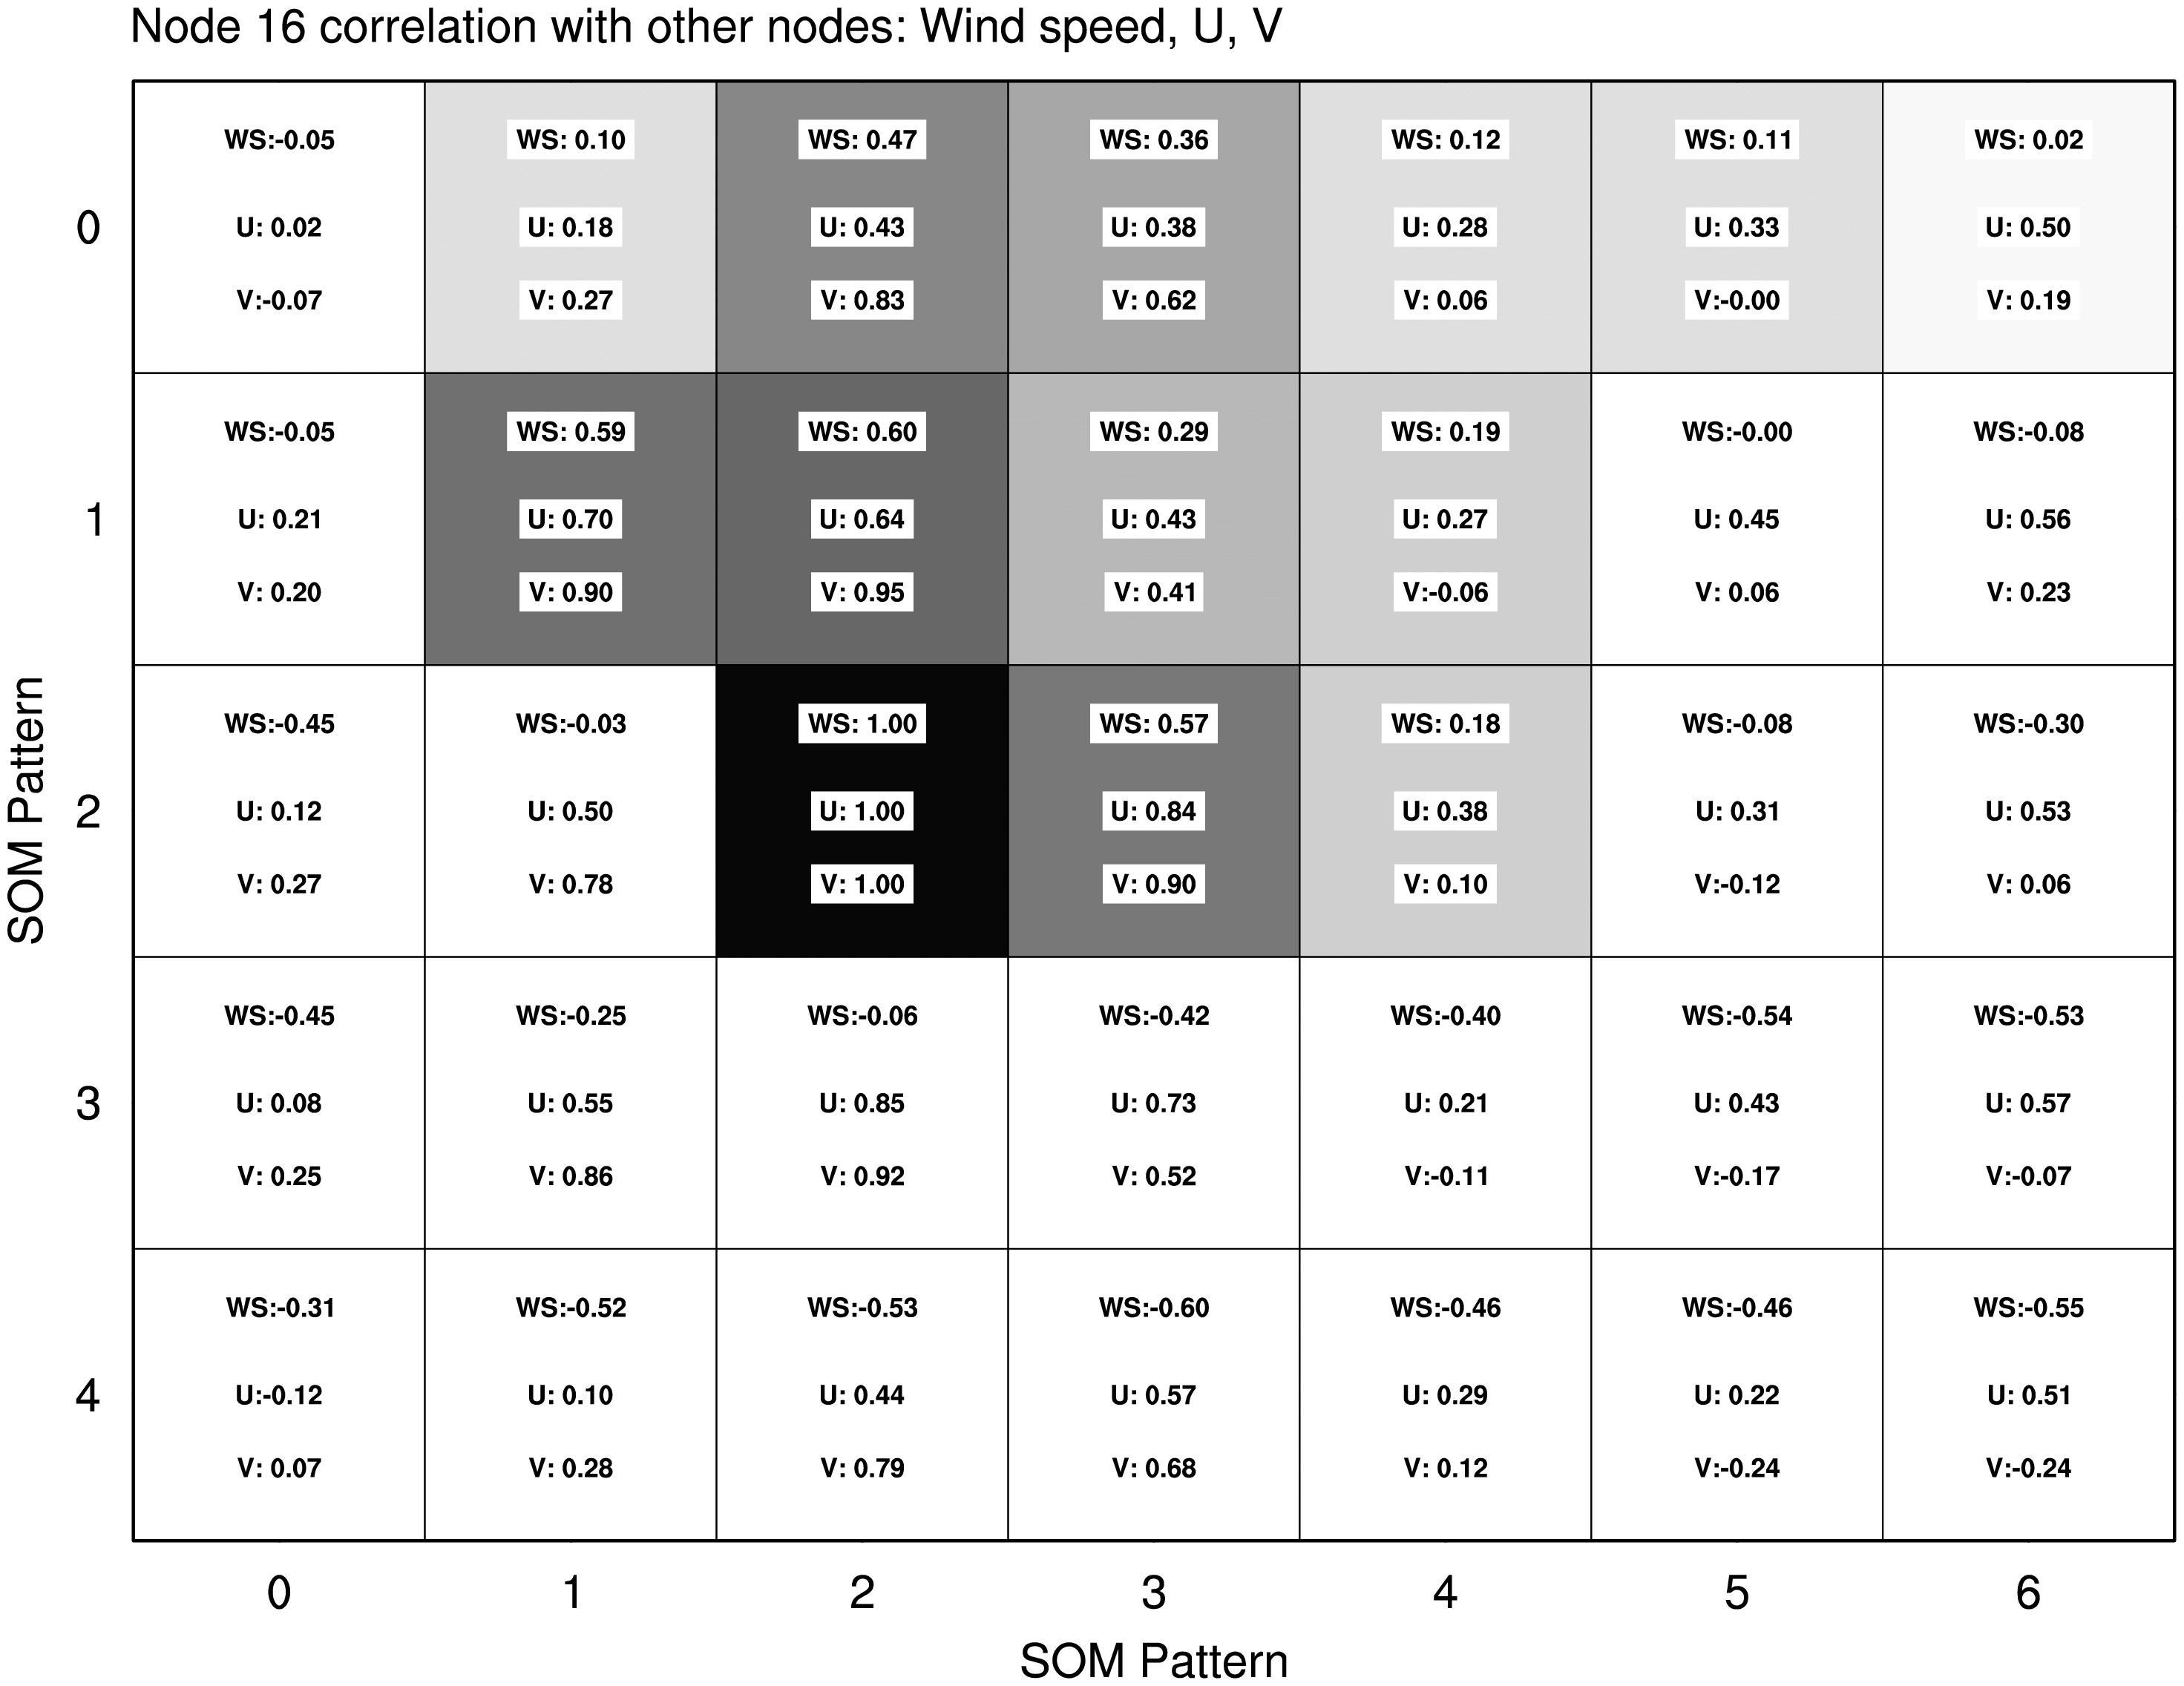 Node 16 correlation with other nodes: Wind speed, U, V
WS:-0.05 WS: 0.10 WS: 0.47 WS: 0.36 WS: 0.12 WS: 0.11 WS: 0.02
0 U: 0.02 U: 0.18 U: 0.43 U: 0.38 U: 0.28 U: 0.33 U: 0.50
V:-0.07 V: 0.27 V: 0.83 V: 0.62 V: 0.06 V:-0.00 V: 0.19
WS:-0.05 WS: 0.59 WS: 0.60 WS: 0.29 WS: 0.19 WS:-0.00 WS:-0.08
1 U: 0.21 U: 0.70 U: 0.64 U: 0.43 U: 0.27 U: 0.45 U: 0.56
V: 0.20 V: 0.90 V: 0.95 V: 0.41 V:-0.06 V: 0.06 V: 0.23
WS:-0.45 WS:-0.03 WS: 1.00 WS: 0.57 WS: 0.18 WS:-0.08 WS:-0.30
SOM Pattern
2 U: 0.12 U: 0.50 U: 1.00 U: 0.84 U: 0.38 U: 0.31 U: 0.53
V: 0.27 V: 0.78 V: 1.00 V: 0.90 V: 0.10 V:-0.12 V: 0.06
WS:-0.45 WS:-0.25 WS:-0.06 WS:-0.42 WS:-0.40 WS:-0.54 WS:-0.53
3 U: 0.08 U: 0.55 U: 0.85 U: 0.73 U: 0.21 U: 0.43 U: 0.57
V: 0.25 V: 0.86 V: 0.92 V: 0.52 V:-0.11 V:-0.17 V:-0.07
WS:-0.31 WS:-0.52 WS:-0.53 WS:-0.60 WS:-0.46 WS:-0.46 WS:-0.55
4 U:-0.12 U: 0.10 U: 0.44 U: 0.57 U: 0.29 U: 0.22 U: 0.51
V: 0.07 V: 0.28 V: 0.79 V: 0.68 V: 0.12 V:-0.24 V:-0.24
0 1 2 3 4 5 6
SOM Pattern